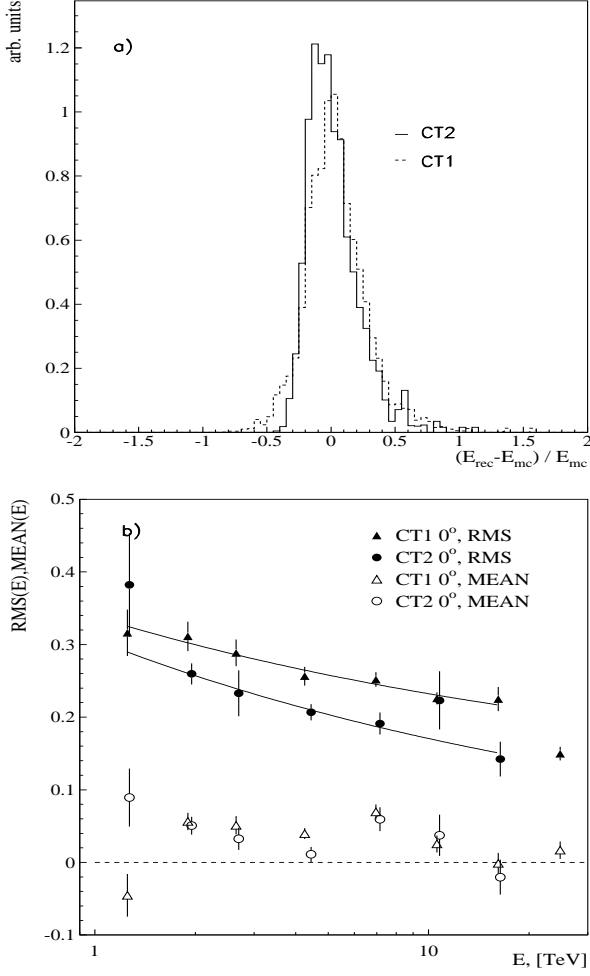 arb. units
a)
1.2
1
0.8
0.6
0.4
0.2
0
CT2
CT1
-2 -1.5 -1 -0.5 0 0.5 1 1.5 2
(E_rec-E_mc) / E_mc
RMS(E),MEAN(E)
b)
0.5
0.4
0.3
0.2
0.1
0
-0.1
CT1 0°, RMS
CT2 0°, RMS
CT1 0°, MEAN
CT2 0°, MEAN
1 10
E, [TeV]